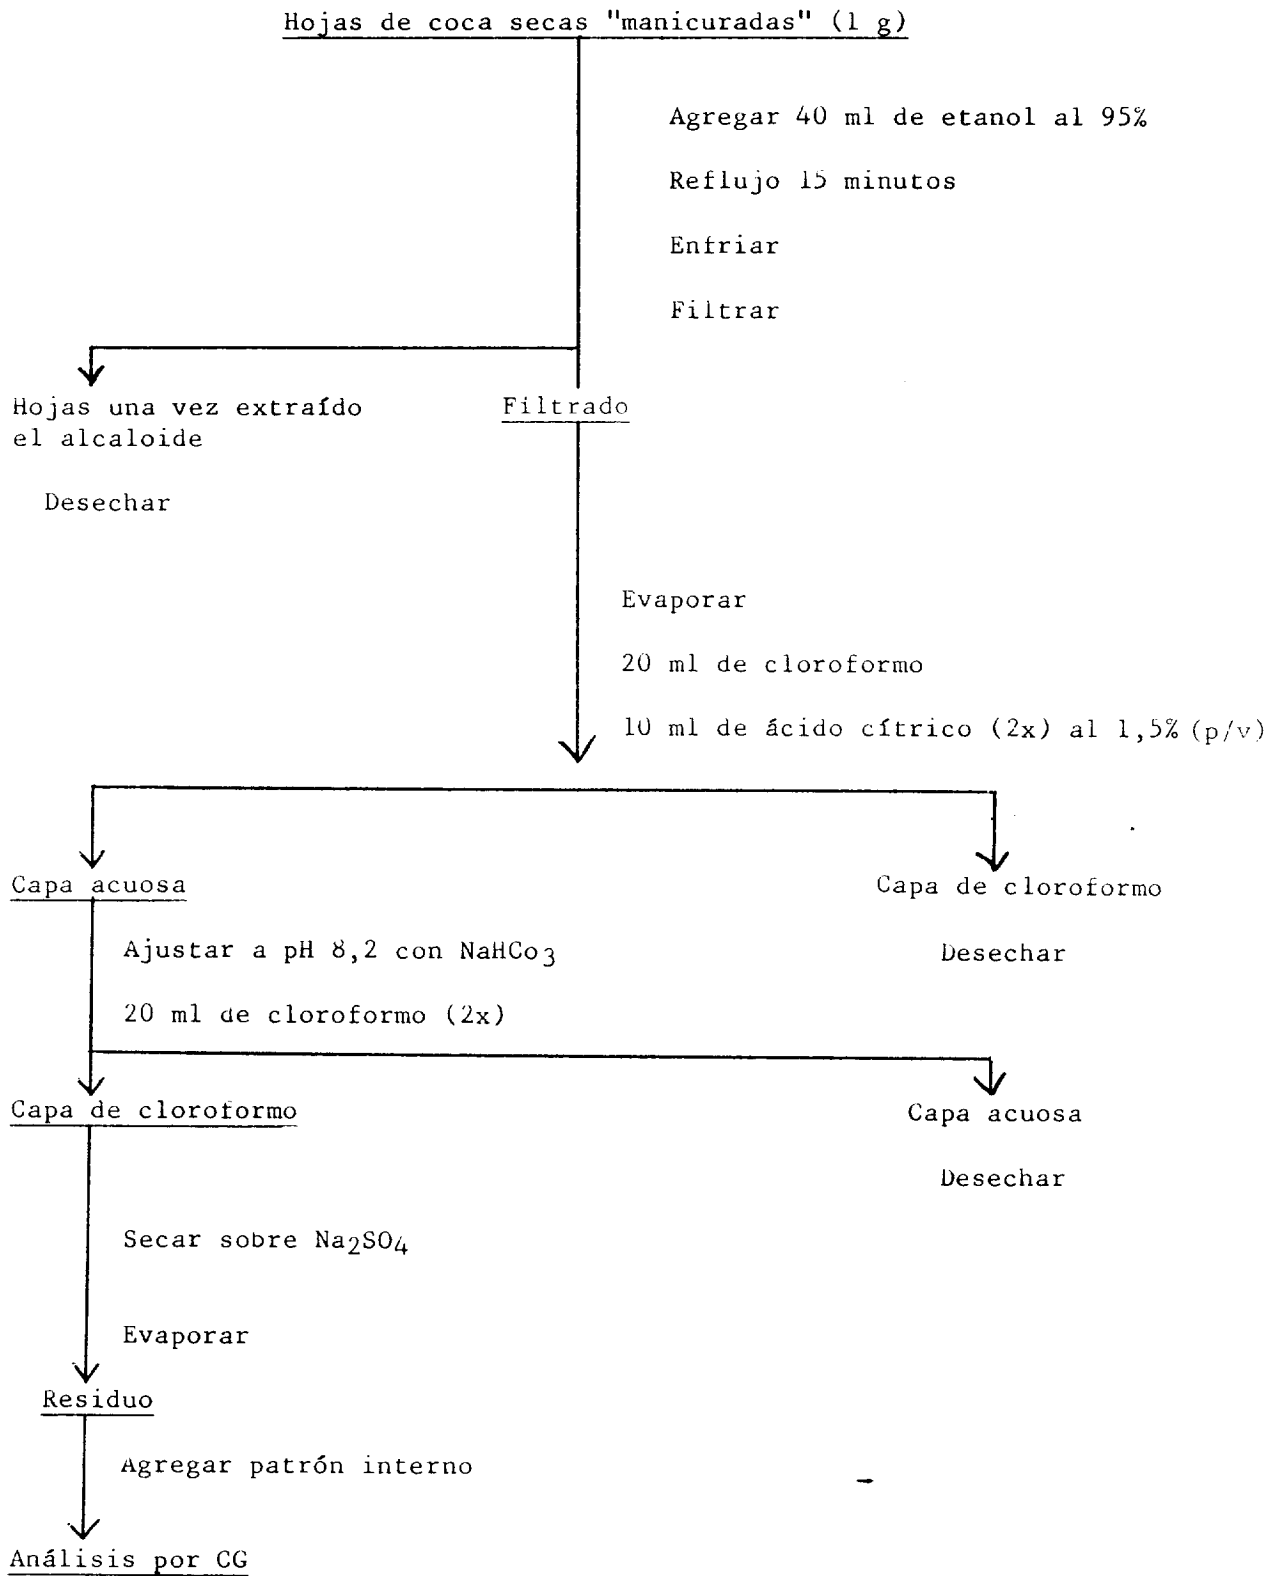 Hojas de coca secas "manicuradas" (1 g)
Agregar 40 ml de etanol al 95%
Reflujo 15 minutos
Enfriar
Filtrar
Hojas una vez extraído
el alcaloide
Desechar
Filtrado
Evaporar
20 ml de cloroformo
10 ml de ácido cítrico (2x) al 1,5% (p/v)
Capa acuosa
Capa de cloroformo
Desechar
Ajustar a pH 8,2 con NaHCo3
20 ml de cloroformo (2x)
Capa de cloroformo
Capa acuosa
Desechar
Secar sobre Na2SO4
Evaporar
Residuo
Agregar patrón interno
Análisis por CG